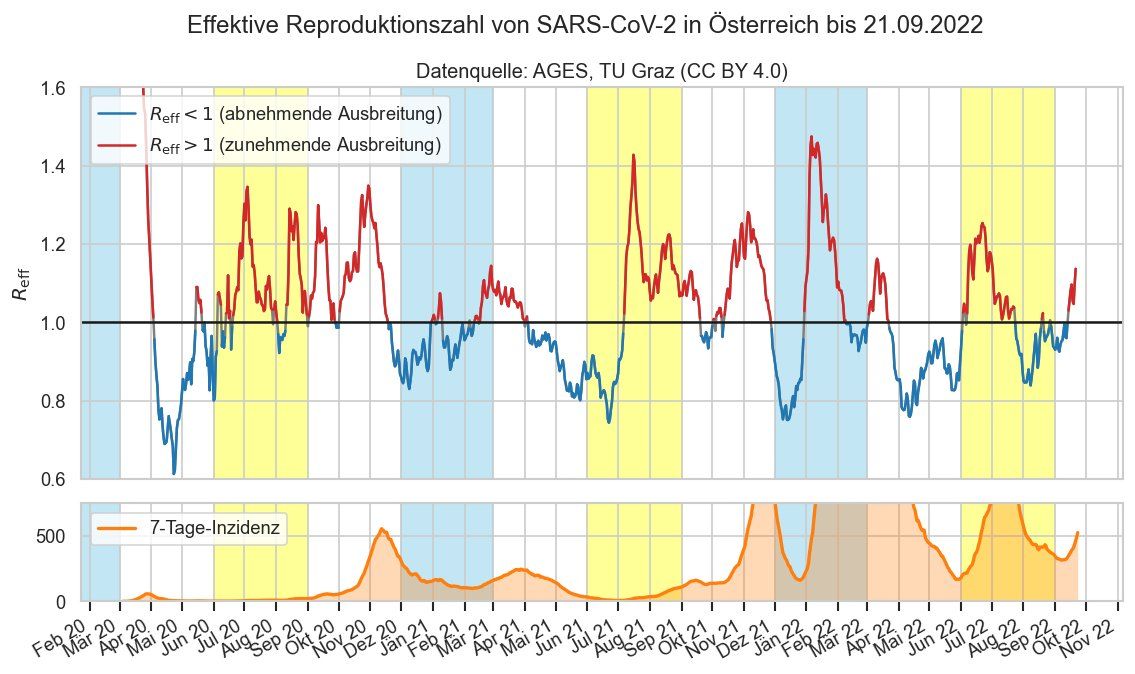 Effektive Reproduktionszahl von SARS-CoV-2 in Österreich bis 21.09.2022
Datenquelle: AGES, TU Graz (CC BY 4.0)
R_eff < 1 (abnehmende Ausbreitung)
R_eff > 1 (zunehmende Ausbreitung)
R_eff
1.6
1.4
1.2
1.0
0.8
0.6
7-Tage-Inzidenz
500
0
Feb 20
Mär 20
Apr 20
Mai 20
Jun 20
Jul 20
Aug 20
Sep 20
Okt 20
Nov 20
Dez 20
Jän 21
Feb 21
Mär 21
Apr 21
Mai 21
Jun 21
Jul 21
Aug 21
Sep 21
Okt 21
Nov 21
Dez 21
Jän 22
Feb 22
Mär 22
Apr 22
Mai 22
Jun 22
Jul 22
Aug 22
Sep 22
Okt 22
Nov 22